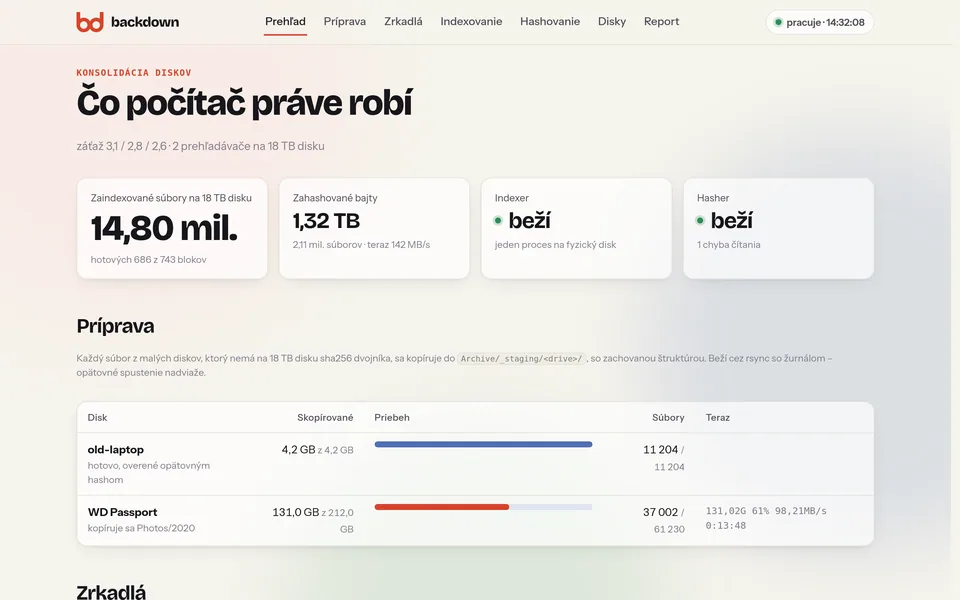 bd backdown
Prehľad Príprava Zrkadlá Indexovanie Hashovanie Disky Report
pracuje · 14:32:08
KONSOLIDÁCIA DISKOV
Čo počítač práve robí
záťaž 3,1 / 2,8 / 2,6 · 2 prehľadávače na 18 TB disku
Zaindexované súbory na 18 TB disku
14,80 mil.
hotových 686 z 743 blokov
Zahashované bajty
1,32 TB
2,11 mil. súborov · teraz 142 MB/s
Indexer
beží
jeden proces na fyzický disk
Hasher
beží
1 chyba čítania
Príprava
Každý súbor z malých diskov, ktorý nemá na 18 TB disku sha256 dvojníka, sa kopíruje do Archive/_staging/<drive>/ , so zachovanou štruktúrou. Beží cez rsync so žurnálom –
opätovné spustenie nadviaže.
Disk Skopírované Priebeh Súbory Teraz
old-laptop 4,2 GB z 4,2 GB 11 204 /
hotovo, overené opätovným 11 204
hashom
WD Passport 131,0 GB z 212,0 37 002 / 131,02G 61% 98,21MB/s
kopíruje sa Photos/2020 GB 61 230 0:13:48
Zrkadlá